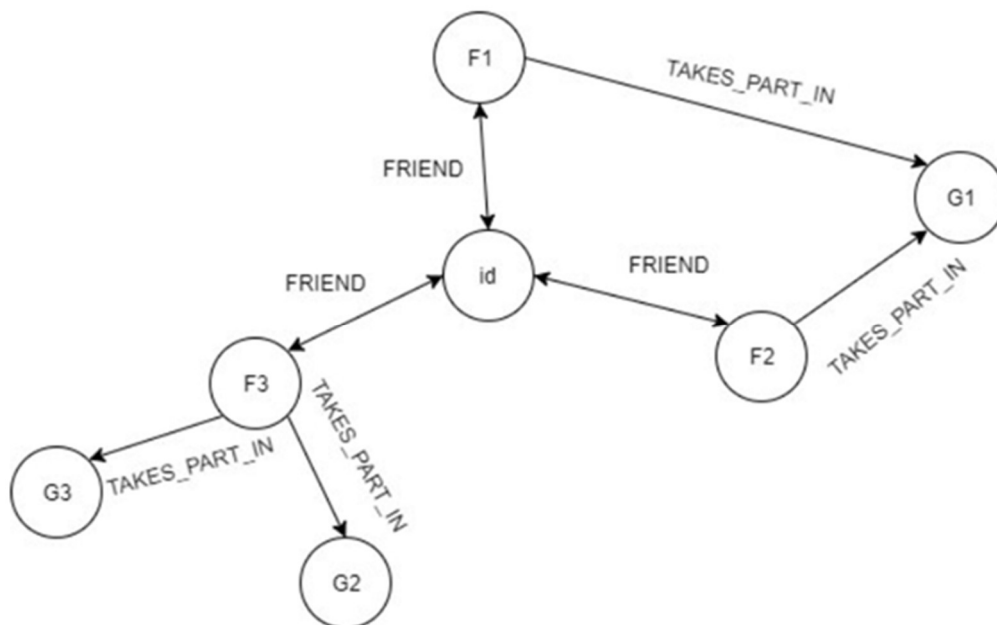 F1
TAKES_PART_IN
FRIEND
G1
FRIEND
id
FRIEND
F2
TAKES_PART_IN
F3
TAKES_PART_IN
TAKES_PART_IN
G3
G2